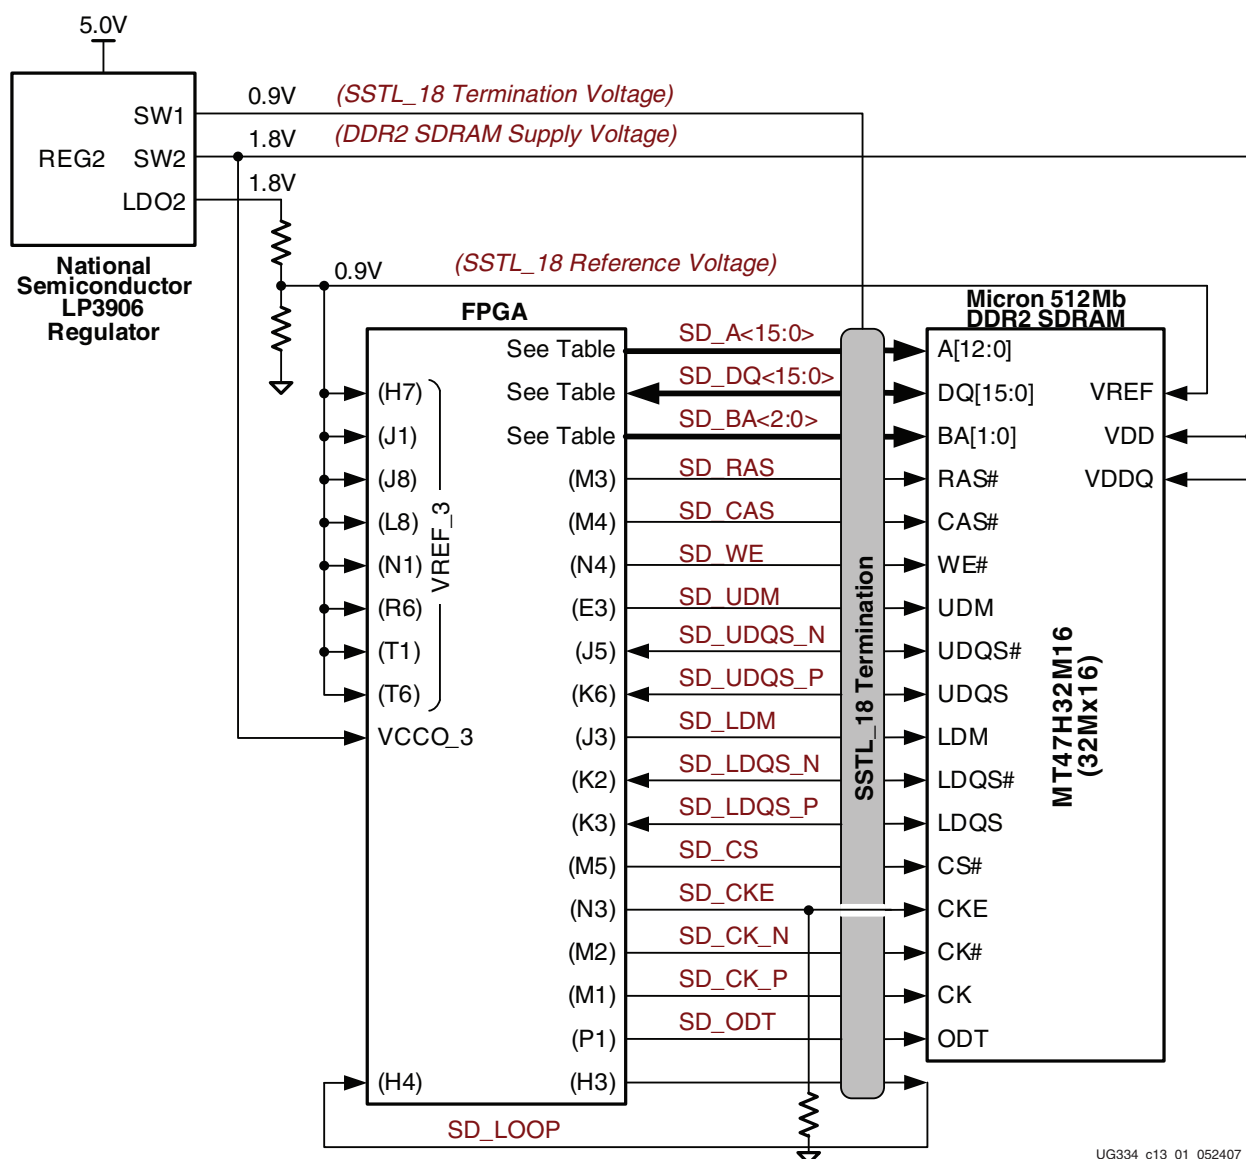 5.0V
SW1
0.9V
(SSTL_18 Termination Voltage)
REG2
SW2
1.8V
(DDR2 SDRAM Supply Voltage)
LDO2
1.8V
National
Semiconductor
LP3906
Regulator
0.9V
(SSTL_18 Reference Voltage)
FPGA
Micron 512Mb
DDR2 SDRAM
See Table
SD_A<15:0>
A[12:0]
(H7)
See Table
SD_DQ<15:0>
DQ[15:0]
VREF
(J1)
See Table
SD_BA<2:0>
BA[1:0]
VDD
(J8)
(M3)
SD_RAS
RAS#
VDDQ
(L8)
(M4)
SD_CAS
CAS#
VREF_3
(N1)
(N4)
SD_WE
WE#
(R6)
(E3)
SD_UDM
UDM
(T1)
(J5)
SD_UDQS_N
UDQS#
(T6)
(K6)
SD_UDQS_P
UDQS
VCCO_3
(J3)
SD_LDM
LDM
SSTL_18 Termination
MT47H32M16
(32Mx16)
(K2)
SD_LDQS_N
LDQS#
(K3)
SD_LDQS_P
LDQS
(M5)
SD_CS
CS#
(N3)
SD_CKE
CKE
(M2)
SD_CK_N
CK#
(M1)
SD_CK_P
CK
(P1)
SD_ODT
ODT
(H4)
(H3)
SD_LOOP
UG334_c13_01_052407